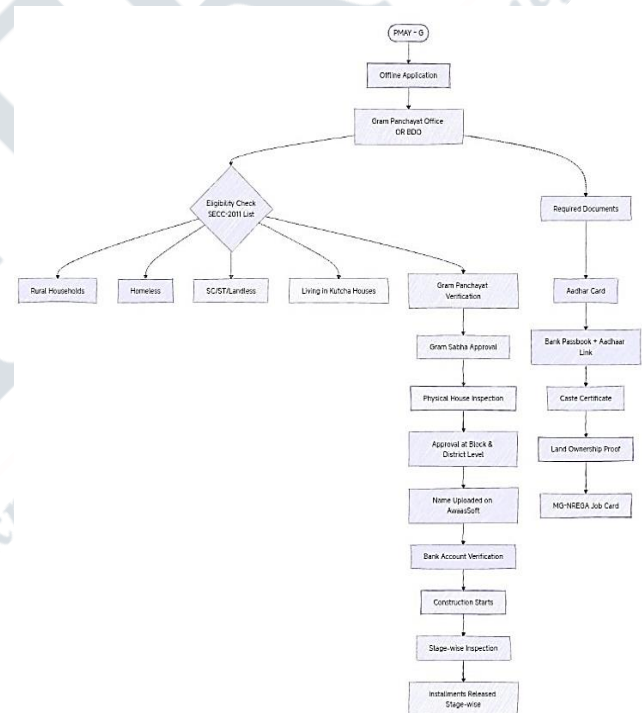 PMAY - G
Offline Application
Gram Panchayat Office
OR BDO
Eligibility Check
SECC-2011 List
Required Documents
Rural Households
Homeless
SC/ST/Landless
Living in Kutcha Houses
Gram Panchayat
Verification
Aadhar Card
Gram Sabha Approval
Bank Passbook + Aadhaar
Link
Physical House Inspection
Caste Certificate
Approval at Block &
District Level
Land Ownership Proof
Name Uploaded on
AwaasSoft
MG-NREGA Job Card
Bank Account Verification
Construction Starts
Stage-wise Inspection
Installments Released
Stage-wise